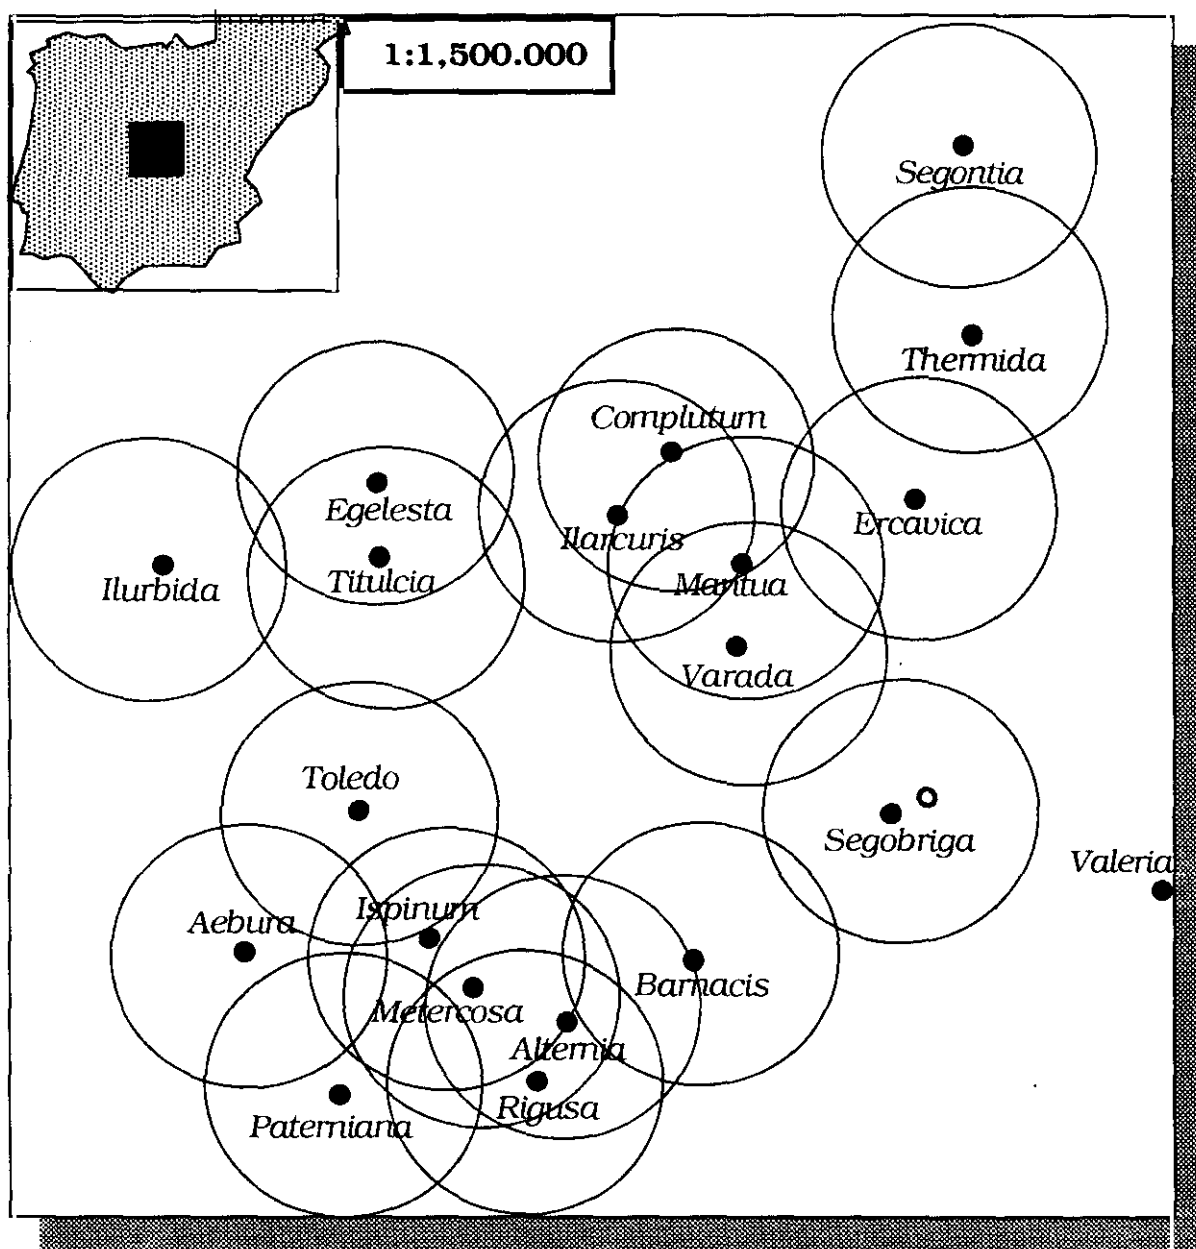 1:1,500.000
Segontia
Thermida
Complutum
Egelesta
Ilarcuris
Ercavica
Ilurbida
Titulcia
Mantua
Varada
Toledo
Segobriga
Valeria
Aebura
Ispinum
Metercosa
Barnacis
Alternia
Rigusa
Paterniana